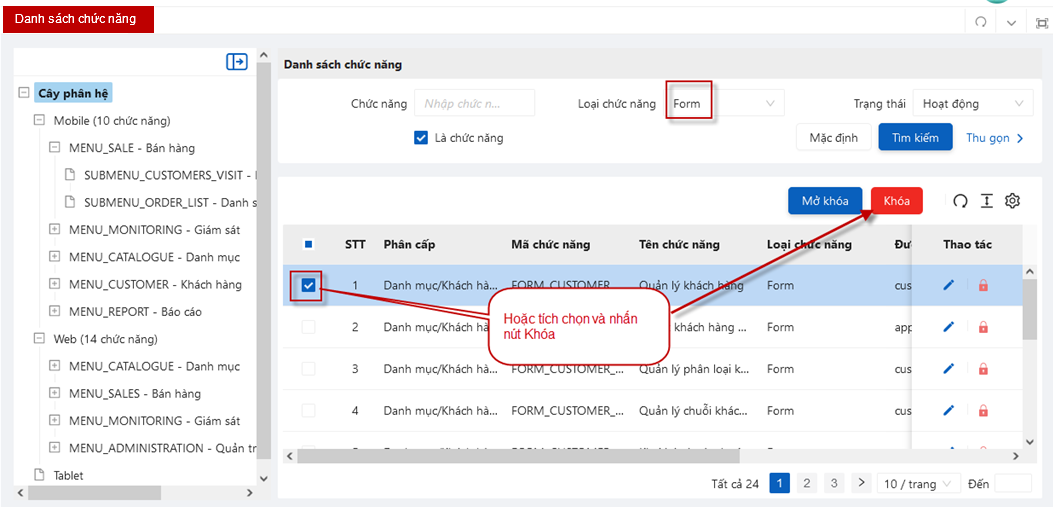 Danh sách chức năng
Cây phân hệ
Mobile (10 chức năng)
MENU_SALE - Bán hàng
SUBMENU_CUSTOMERS_VISIT -
SUBMENU_ORDER_LIST - Danh s
MENU_MONITORING - Giám sát
MENU_CATALOGUE - Danh mục
MENU_CUSTOMER - Khách hàng
MENU_REPORT - Báo cáo
Web (14 chức năng)
MENU_CATALOGUE - Danh mục
MENU_SALES - Bán hàng
MENU_MONITORING - Giám sát
MENU_ADMINISTRATION - Quản tr
Tablet
Danh sách chức năng
Chức năng Nhập chức n... Loại chức năng Form Trạng thái Hoạt động
Là chức năng Mặc định Tìm kiếm Thu gọn
Mở khóa Khóa
STT Phân cấp Mã chức năng Tên chức năng Loại chức năng Đư Thao tác
1 Danh mục/Khách hà... FORM_CUSTOMER Quản lý khách hàng Form cus
2 Danh mục/Khách hà khách hàng ... Form app
3 Danh mục/Khách hà... FORM_CUSTOMER_... Quản lý phân loại k... Form cus
4 Danh mục/Khách hà... FORM_CUSTOMER_... Quản lý chuỗi khác... Form cus
Hoặc tích chọn và nhấn
nút Khóa
Tất cả 24 1 2 3 10 / trang Đến